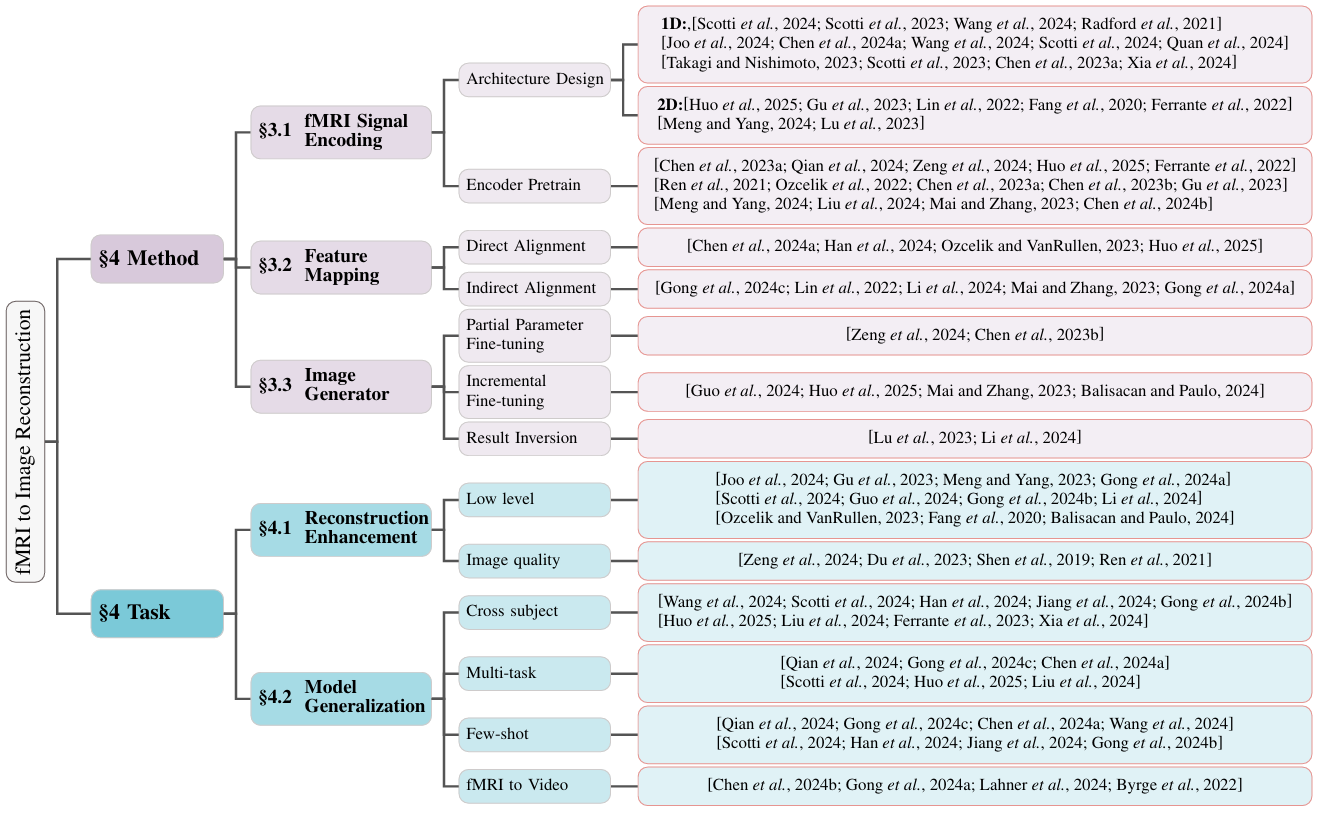 fMRI to Image Reconstruction
§4 Method
§3.1 fMRI Signal
Encoding
Architecture Design
1D:,[Scotti et al., 2024; Scotti et al., 2023; Wang et al., 2024; Radford et al., 2021]
[Joo et al., 2024; Chen et al., 2024a; Wang et al., 2024; Scotti et al., 2024; Quan et al., 2024]
[Takagi and Nishimoto, 2023; Scotti et al., 2023; Chen et al., 2023a; Xia et al., 2024]
2D:[Huo et al., 2025; Gu et al., 2023; Lin et al., 2022; Fang et al., 2020; Ferrante et al., 2022]
[Meng and Yang, 2024; Lu et al., 2023]
Encoder Pretrain
[Chen et al., 2023a; Qian et al., 2024; Zeng et al., 2024; Huo et al., 2025; Ferrante et al., 2022]
[Ren et al., 2021; Ozcelik et al., 2022; Chen et al., 2023a; Chen et al., 2023b; Gu et al., 2023]
[Meng and Yang, 2024; Liu et al., 2024; Mai and Zhang, 2023; Chen et al., 2024b]
§3.2 Feature
Mapping
Direct Alignment
[Chen et al., 2024a; Han et al., 2024; Ozcelik and VanRullen, 2023; Huo et al., 2025]
Indirect Alignment
[Gong et al., 2024c; Lin et al., 2022; Li et al., 2024; Mai and Zhang, 2023; Gong et al., 2024a]
§3.3 Image
Generator
Partial Parameter
Fine-tuning
[Zeng et al., 2024; Chen et al., 2023b]
Incremental
Fine-tuning
[Guo et al., 2024; Huo et al., 2025; Mai and Zhang, 2023; Balisacan and Paulo, 2024]
Result Inversion
[Lu et al., 2023; Li et al., 2024]
§4 Task
§4.1 Reconstruction
Enhancement
Low level
[Joo et al., 2024; Gu et al., 2023; Meng and Yang, 2023; Gong et al., 2024a]
[Scotti et al., 2024; Guo et al., 2024; Gong et al., 2024b; Li et al., 2024]
[Ozcelik and VanRullen, 2023; Fang et al., 2020; Balisacan and Paulo, 2024]
Image quality
[Zeng et al., 2024; Du et al., 2023; Shen et al., 2019; Ren et al., 2021]
§4.2 Model
Generalization
Cross subject
[Wang et al., 2024; Scotti et al., 2024; Han et al., 2024; Jiang et al., 2024; Gong et al., 2024b]
[Huo et al., 2025; Liu et al., 2024; Ferrante et al., 2023; Xia et al., 2024]
Multi-task
[Qian et al., 2024; Gong et al., 2024c; Chen et al., 2024a]
[Scotti et al., 2024; Huo et al., 2025; Liu et al., 2024]
Few-shot
[Qian et al., 2024; Gong et al., 2024c; Chen et al., 2024a; Wang et al., 2024]
[Scotti et al., 2024; Han et al., 2024; Jiang et al., 2024; Gong et al., 2024b]
fMRI to Video
[Chen et al., 2024b; Gong et al., 2024a; Lahner et al., 2024; Byrge et al., 2022]